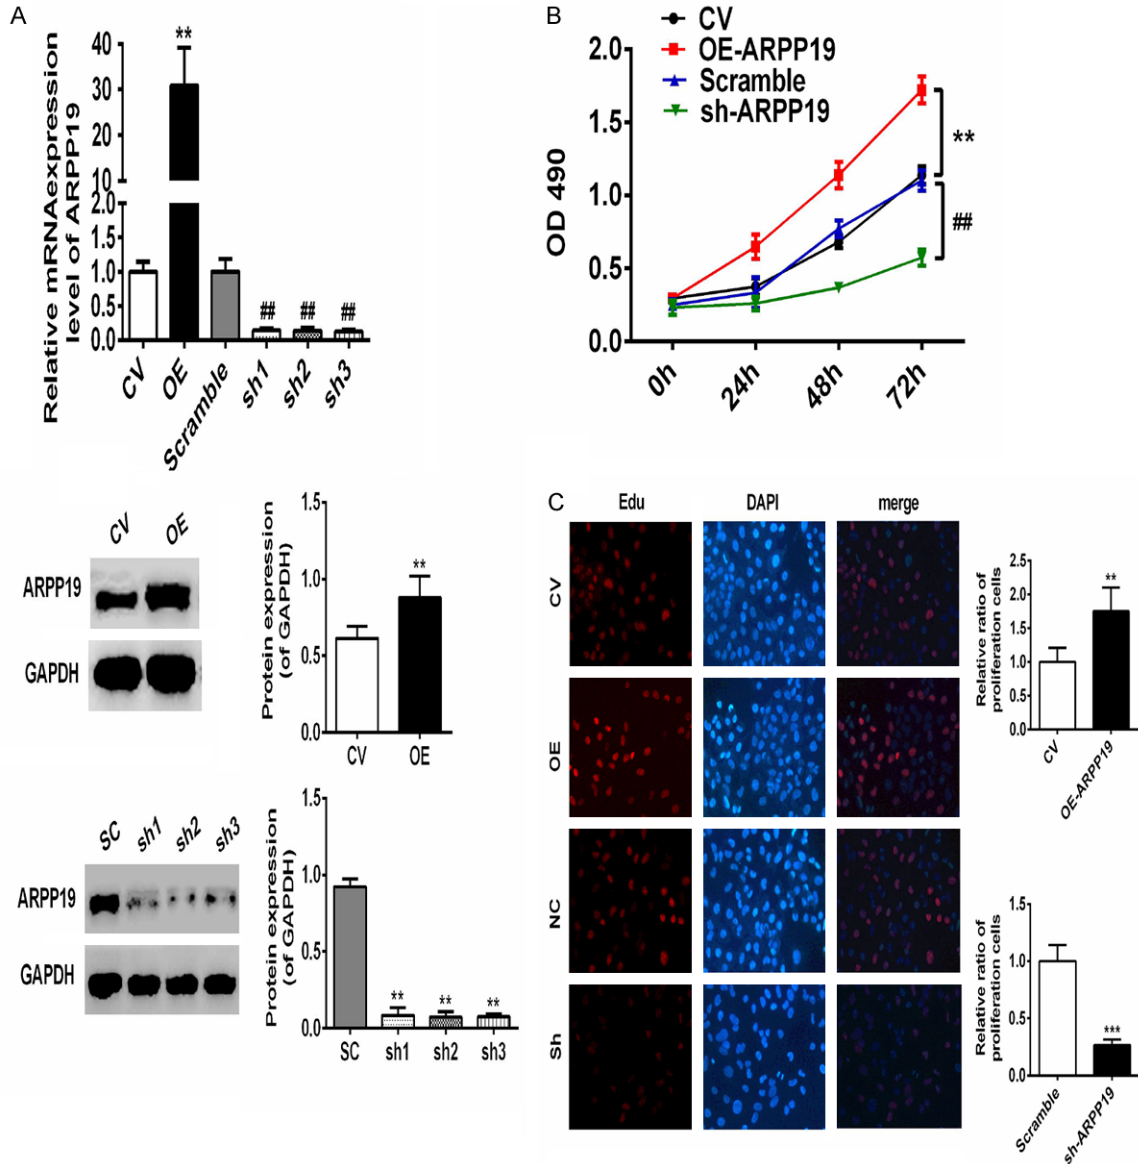 A
Relative mRNAexpression
level of ARPP19
40
30
20
10
2.0
1.5
1.0
0.5
0.0
**
##
##
##
CV
OE
Scramble
sh1
sh2
sh3
B
CV
OE-ARPP19
Scramble
sh-ARPP19
OD 490
2.0
1.5
1.0
0.5
0.0
**
##
0h
24h
48h
72h
CV
OE
ARPP19
GAPDH
Protein expression
(of GAPDH)
1.5
1.0
0.5
0.0
**
CV
OE
SC
sh1
sh2
sh3
ARPP19
GAPDH
Protein expression
(of GAPDH)
1.5
1.0
0.5
0.0
**
**
**
SC
sh1
sh2
sh3
C
Edu
DAPI
merge
CV
OE
NC
Sh
Relative ratio of
proliferation cells
2.5
2.0
1.5
1.0
0.5
0.0
**
CV
OE-ARPP19
Relative ratio of
proliferation cells
1.5
1.0
0.5
0.0
***
Scramble
sh-ARPP19